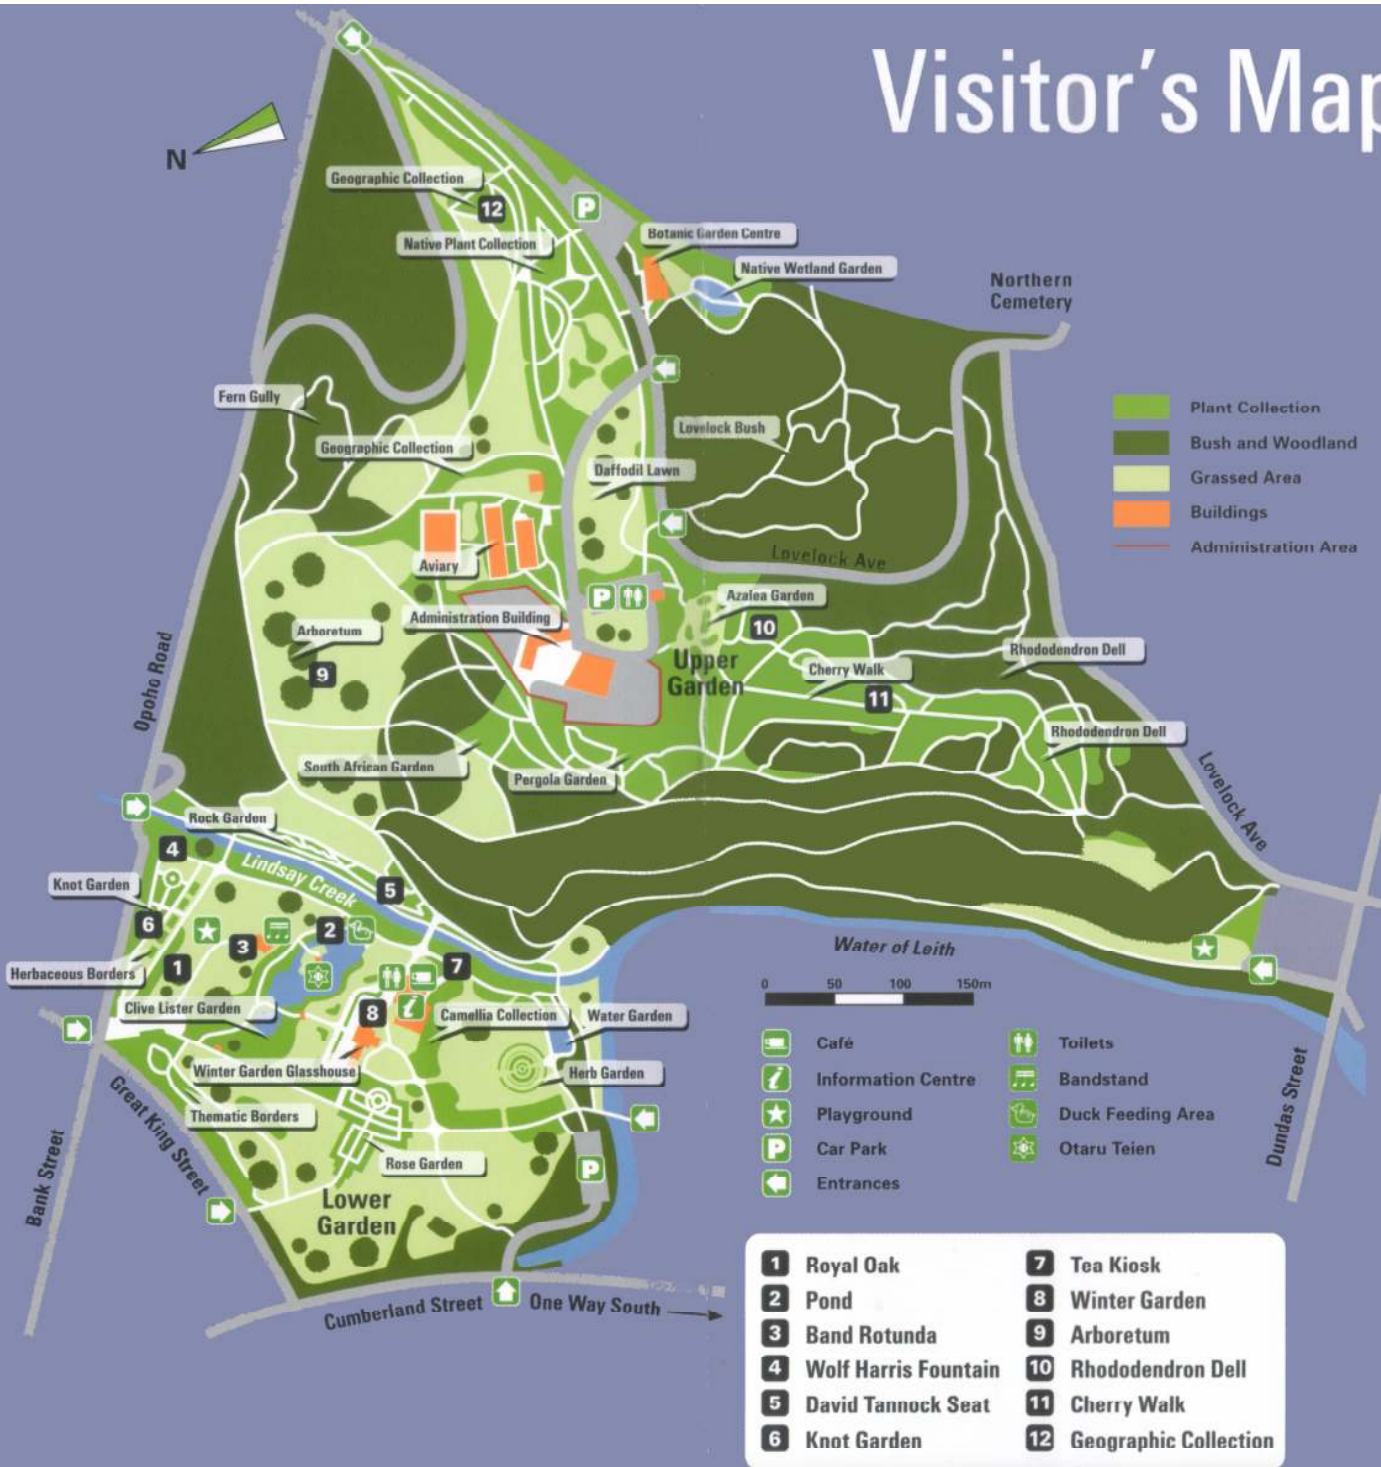 Visitor's Map
N
Geographic Collection
12
P
Native Plant Collection
Botanic Garden Centre
Native Wetland Garden
Northern
Cemetery
Fern Gully
Geographic Collection
Lovelock Bush
Daffodil Lawn
Plant Collection
Bush and Woodland
Grassed Area
Buildings
Administration Area
Lovelock Ave
Aviary
P
Azalea Garden
Administration Building
10
Arboretum
9
Upper
Garden
Cherry Walk
11
Rhododendron Dell
Opoho Road
Rhododendron Dell
South African Garden
Pergola Garden
Lovelock Ave
Rock Garden
4
Lindsay Creek
Knot Garden
5
6
2
3
Water of Leith
Herbaceous Borders
1
7
0 50 100 150m
Clive Lister Garden
8
i
Camellia Collection
Water Garden
Winter Garden Glasshouse
Herb Garden
Thematic Borders
Great King Street
Bank Street
Rose Garden
P
Lower
Garden
Dundas Street
Café
i Information Centre
Playground
P Car Park
Entrances
Toilets
Bandstand
Duck Feeding Area
Otaru Teien
Cumberland Street
One Way South
1 Royal Oak
2 Pond
3 Band Rotunda
4 Wolf Harris Fountain
5 David Tannock Seat
6 Knot Garden
7 Tea Kiosk
8 Winter Garden
9 Arboretum
10 Rhododendron Dell
11 Cherry Walk
12 Geographic Collection